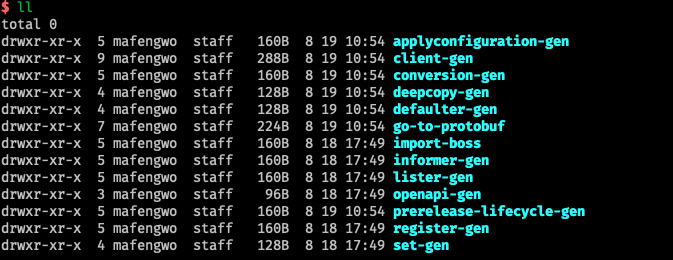 $ ll
total 0
drwxr-xr-x  5 mafengwo  staff   160B  8 19 10:54 applyconfiguration-gen
drwxr-xr-x  9 mafengwo  staff   288B  8 19 10:54 client-gen
drwxr-xr-x  5 mafengwo  staff   160B  8 19 10:54 conversion-gen
drwxr-xr-x  4 mafengwo  staff   128B  8 19 10:54 deepcopy-gen
drwxr-xr-x  4 mafengwo  staff   128B  8 19 10:54 defaulter-gen
drwxr-xr-x  7 mafengwo  staff   224B  8 19 10:54 go-to-protobuf
drwxr-xr-x  5 mafengwo  staff   160B  8 18 17:49 import-boss
drwxr-xr-x  5 mafengwo  staff   160B  8 18 17:49 informer-gen
drwxr-xr-x  5 mafengwo  staff   160B  8 18 17:49 lister-gen
drwxr-xr-x  3 mafengwo  staff    96B  8 18 17:49 openapi-gen
drwxr-xr-x  5 mafengwo  staff   160B  8 19 10:54 prerelease-lifecycle-gen
drwxr-xr-x  5 mafengwo  staff   160B  8 18 17:49 register-gen
drwxr-xr-x  4 mafengwo  staff   128B  8 18 17:49 set-gen